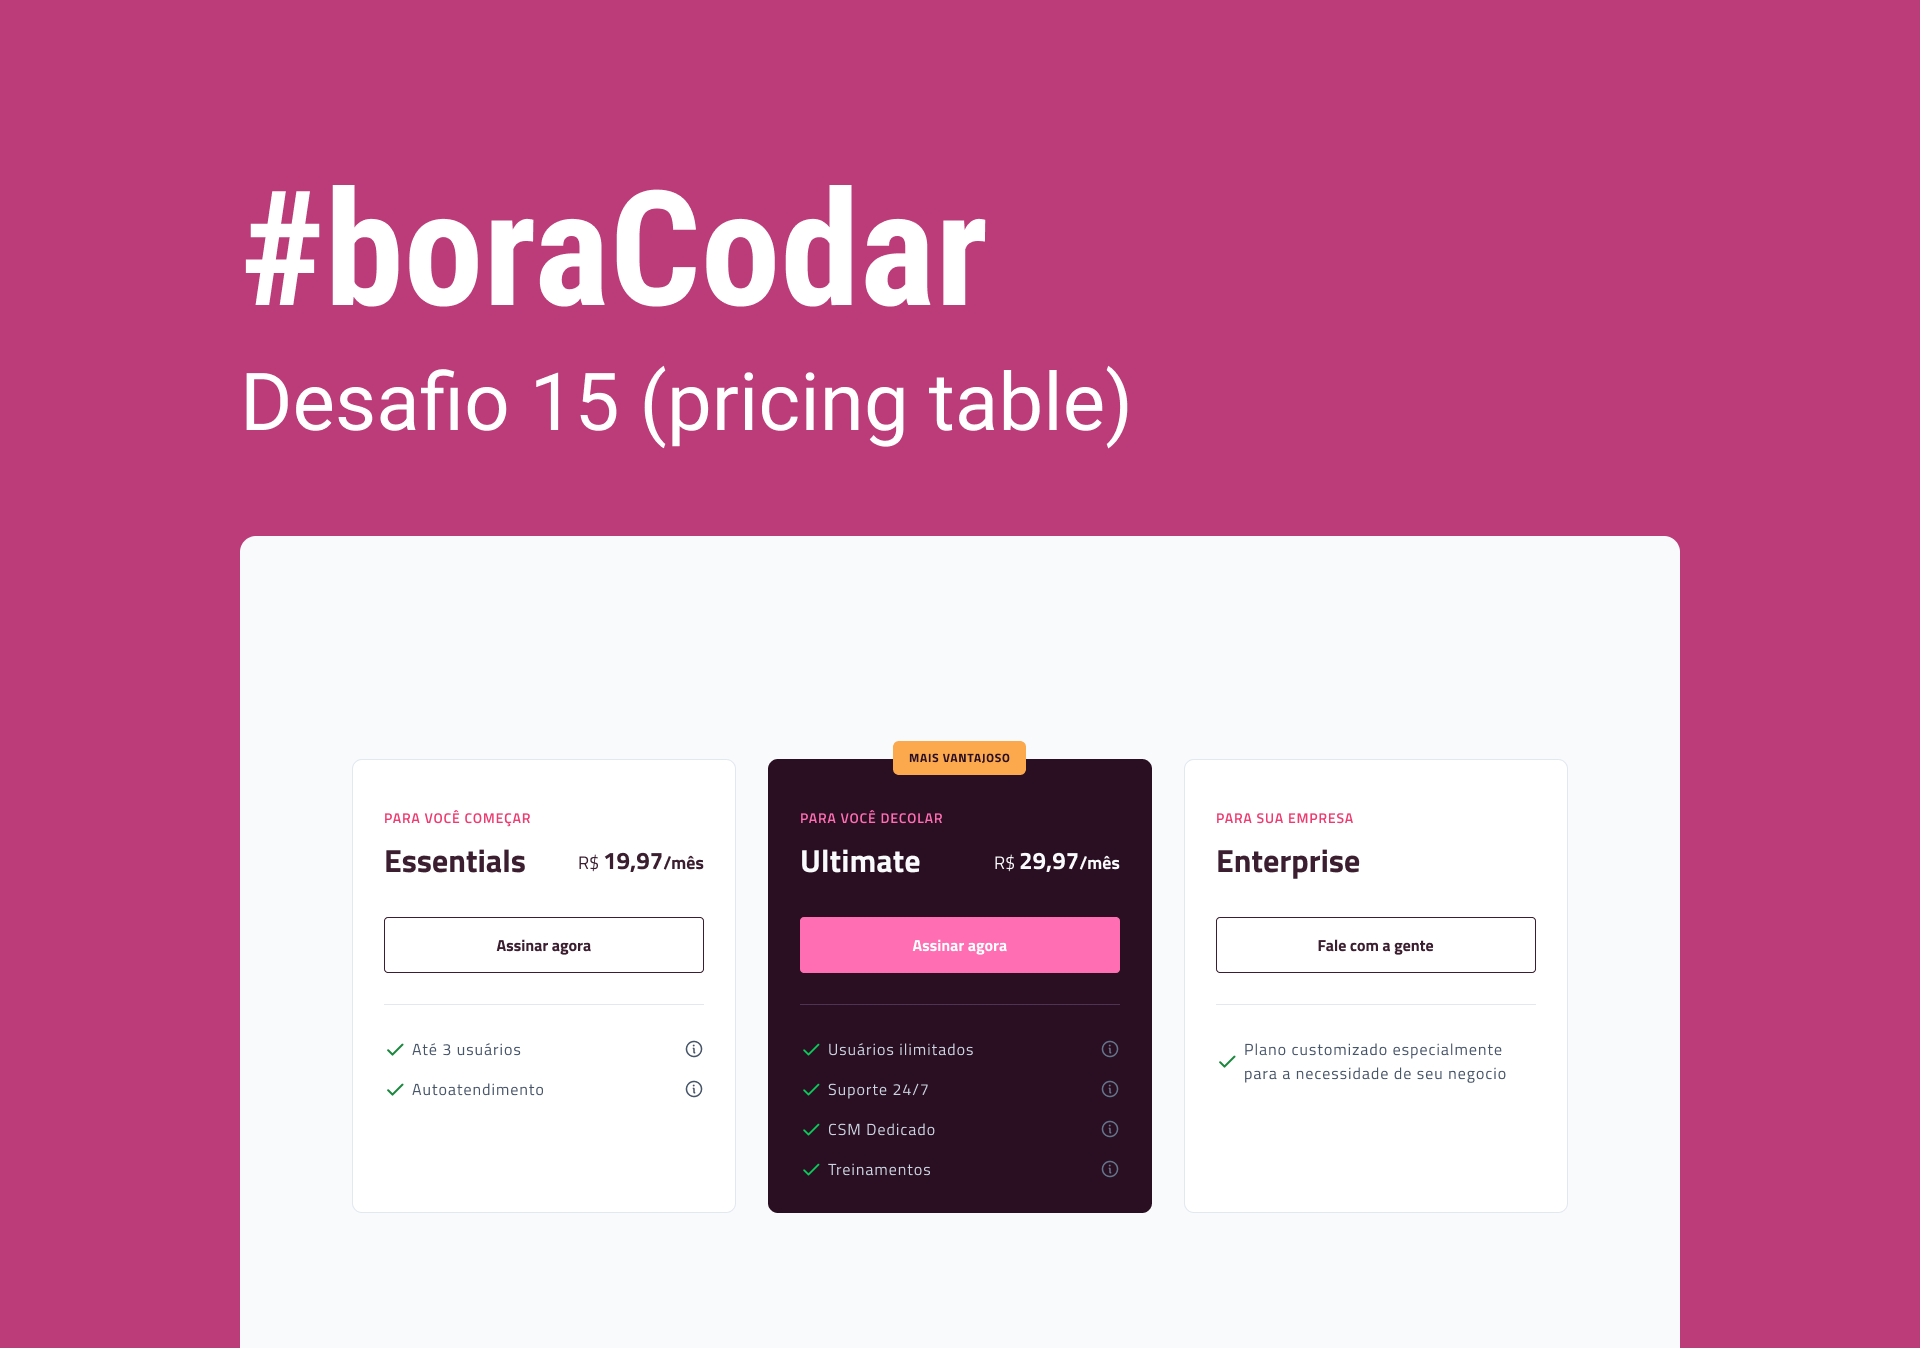 #boraCodar
Desafio 15 (pricing table)
PARA VOCÊ COMEÇAR
Essentials R$ 19,97/mês
Assinar agora
Até 3 usuários
Autoatendimento
MAIS VANTAJOSO
PARA VOCÊ DECOLAR
Ultimate R$ 29,97/mês
Assinar agora
Usuários ilimitados
Suporte 24/7
CSM Dedicado
Treinamentos
PARA SUA EMPRESA
Enterprise
Fale com a gente
Plano customizado especialmente
para a necessidade de seu negocio